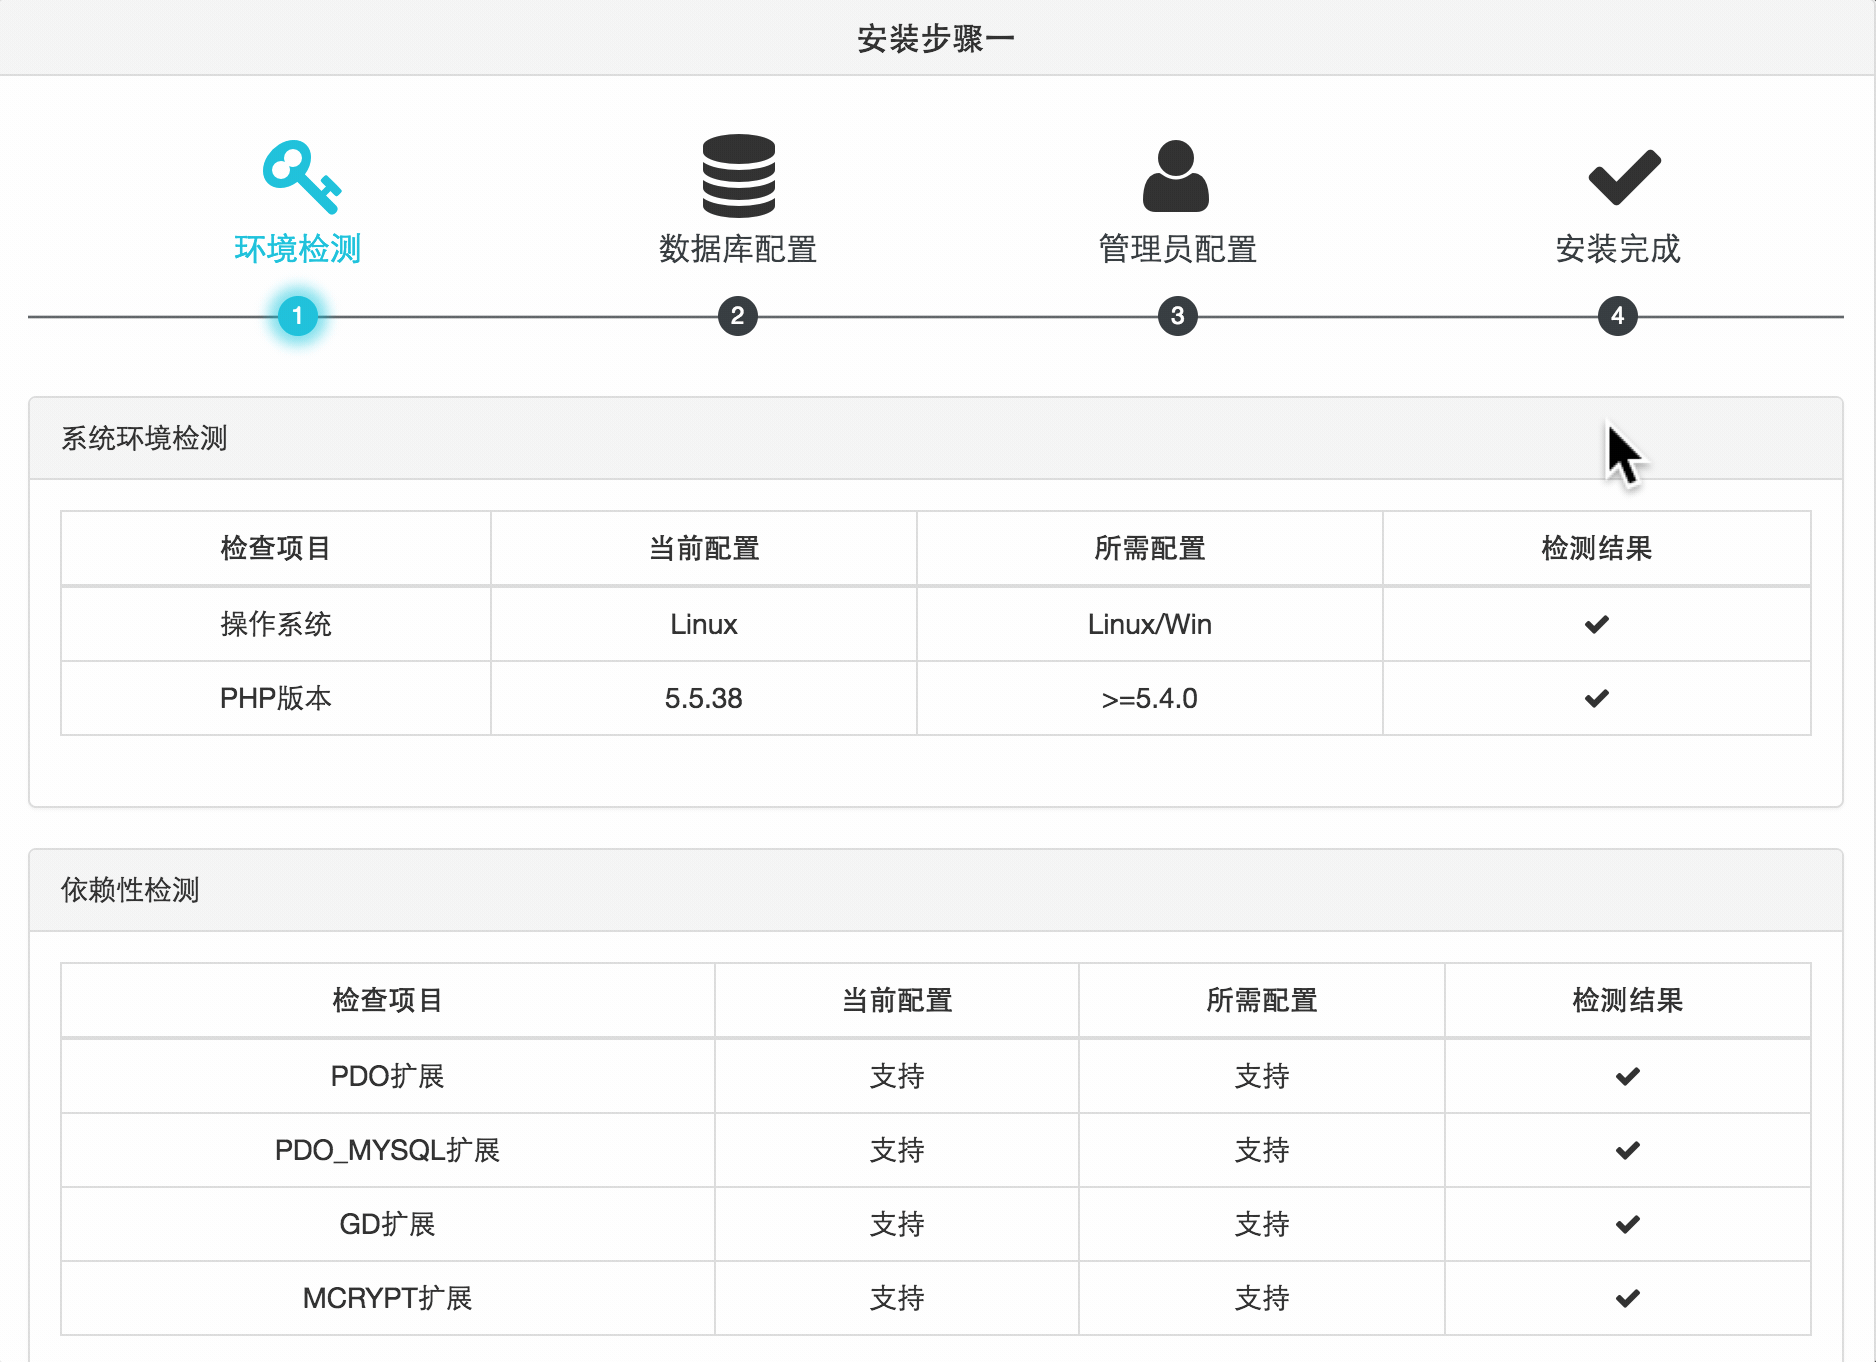 安装步骤一
环境检测 数据库配置 管理员配置 安装完成
1 2 3 4
系统环境检测
检查项目 当前配置 所需配置 检测结果
操作系统 Linux Linux/Win
PHP版本 5.5.38 >=5.4.0
依赖性检测
检查项目 当前配置 所需配置 检测结果
PDO扩展 支持 支持
PDO_MYSQL扩展 支持 支持
GD扩展 支持 支持
MCRYPT扩展 支持 支持